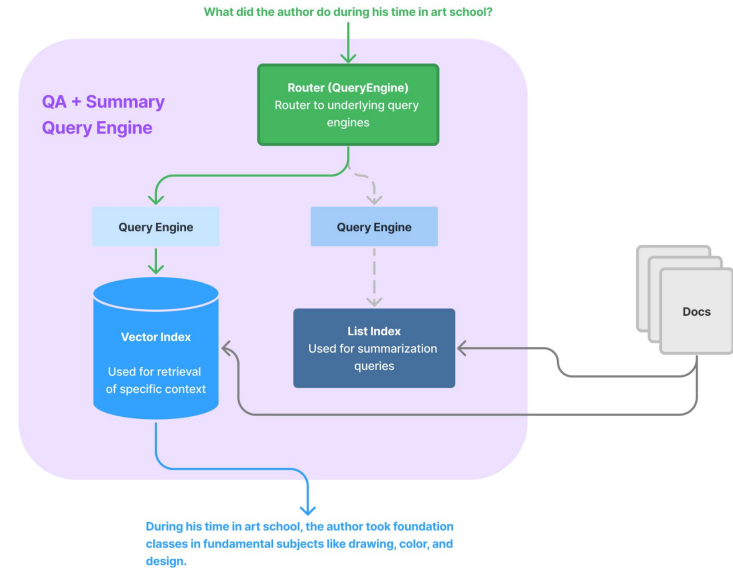 What did the author do during his time in art school?
QA + Summary
Query Engine
Router (QueryEngine)
Router to underlying query
engines
Query Engine
Query Engine
Vector Index
Used for retrieval
of specific context
List Index
Used for summarization
queries
Docs
During his time in art school, the author took foundation
classes in fundamental subjects like drawing, color, and
design.